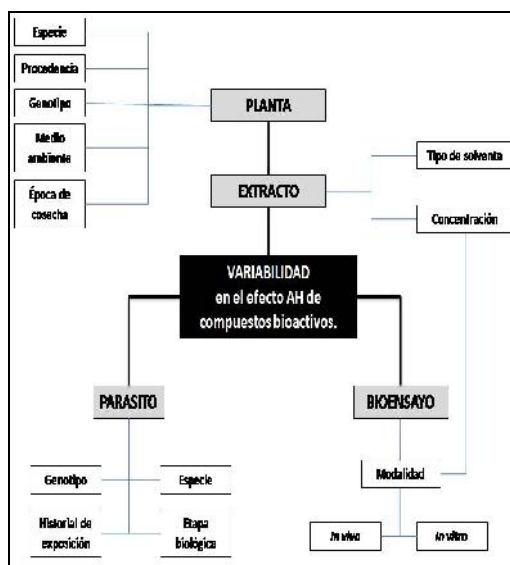 Especie
Procedencia
Genotipo
Medio
ambiente
Época de
cosecha
PLANTA
EXTRACTO
Tipo de solventa
Concentración
VARIABILIDAD
en el efecto AH de
compuestos bioactivos.
PARASITO
BIOENSAYO
Genotipo
Especie
Historial de
exposición
Etapa
biológica
Modalidad
In vivo
In vitro